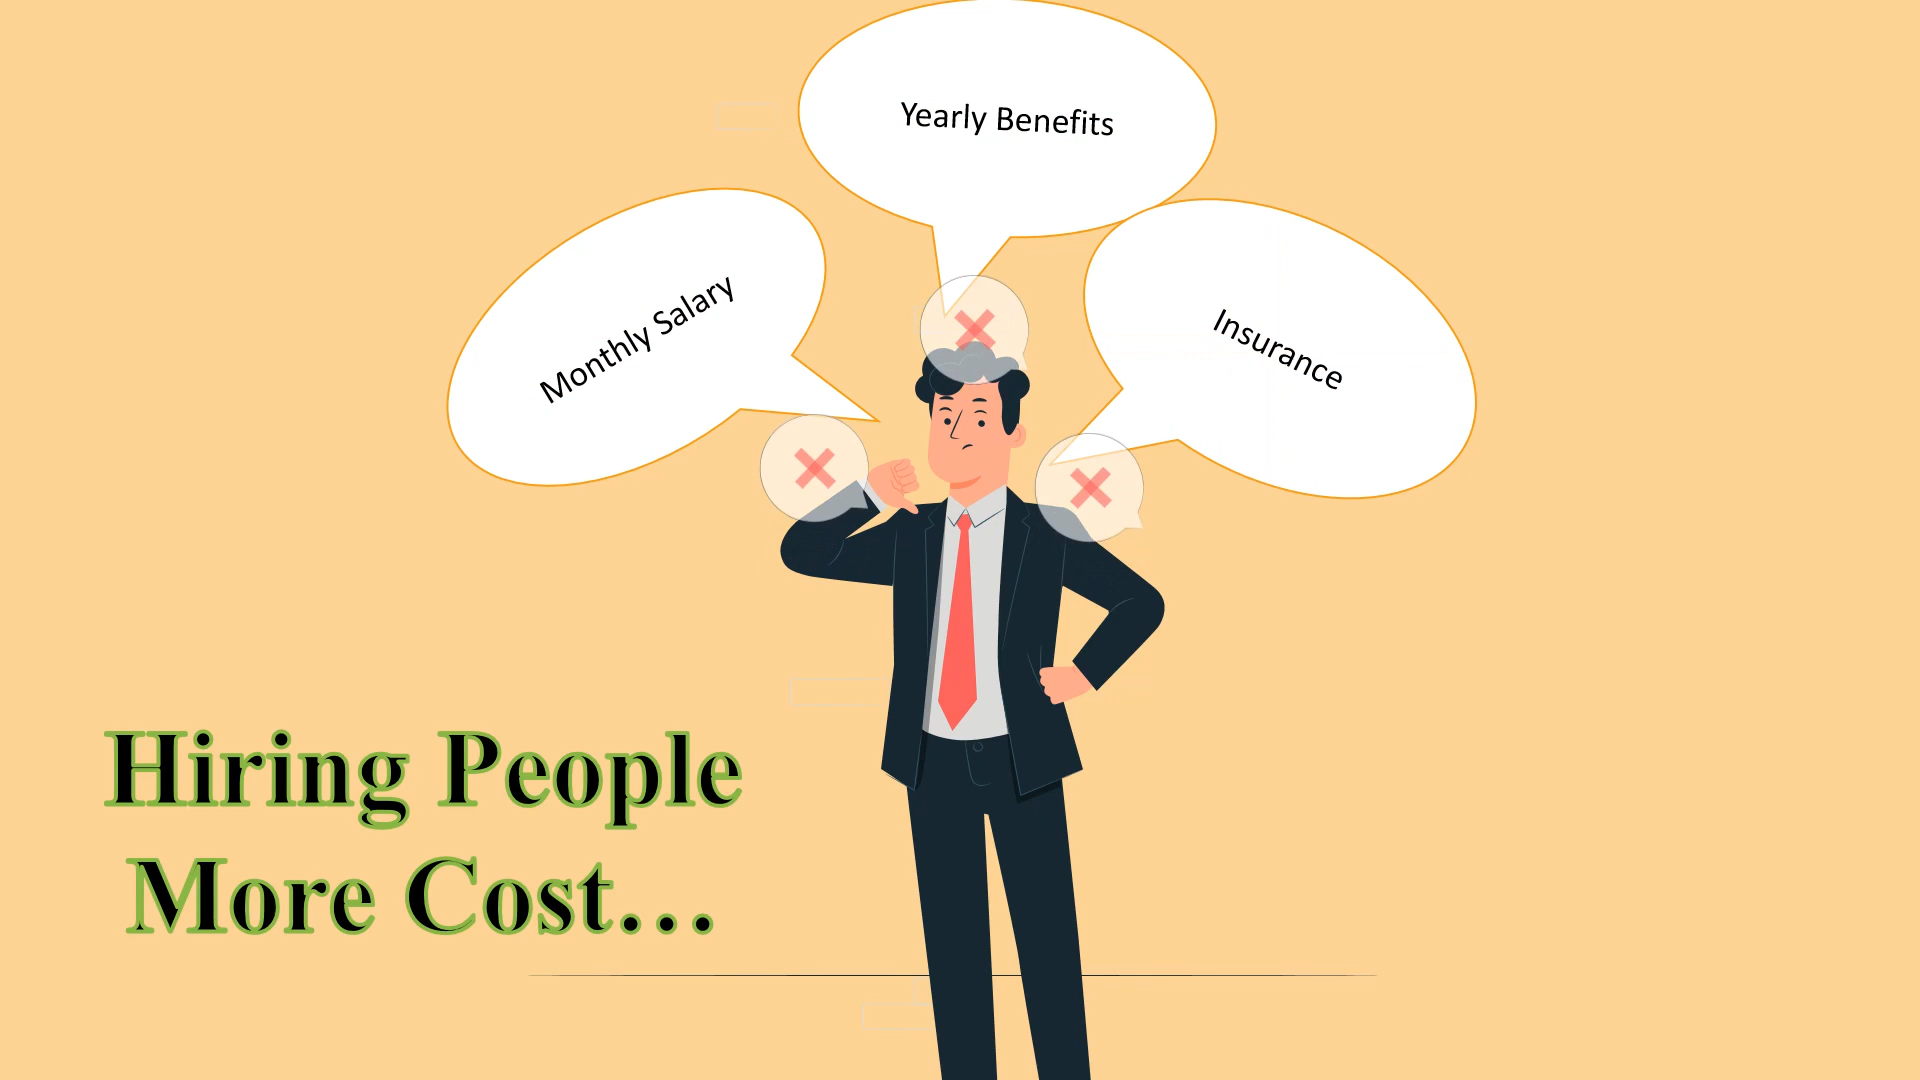 Yearly Benefits
Monthly Salary
Insurance
Hiring People
More Cost...